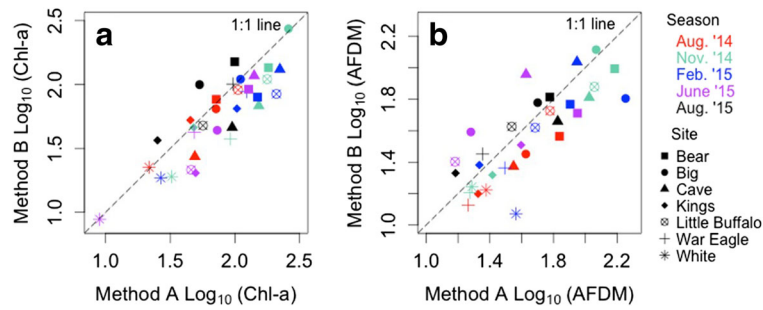 a
1:1 line
2.5
2.0
1.5
1.0
Method B Log10 (Chl-a)
1.0 1.5 2.0 2.5
Method A Log10 (Chl-a)
b
1:1 line
2.2
1.8
1.4
1.0
Method B Log10 (AFDM)
1.0 1.4 1.8 2.2
Method A Log10 (AFDM)
Season
Aug. '14
Nov. '14
Feb. '15
June '15
Aug. '15
Site
Bear
Big
Cave
Kings
Little Buffalo
War Eagle
White